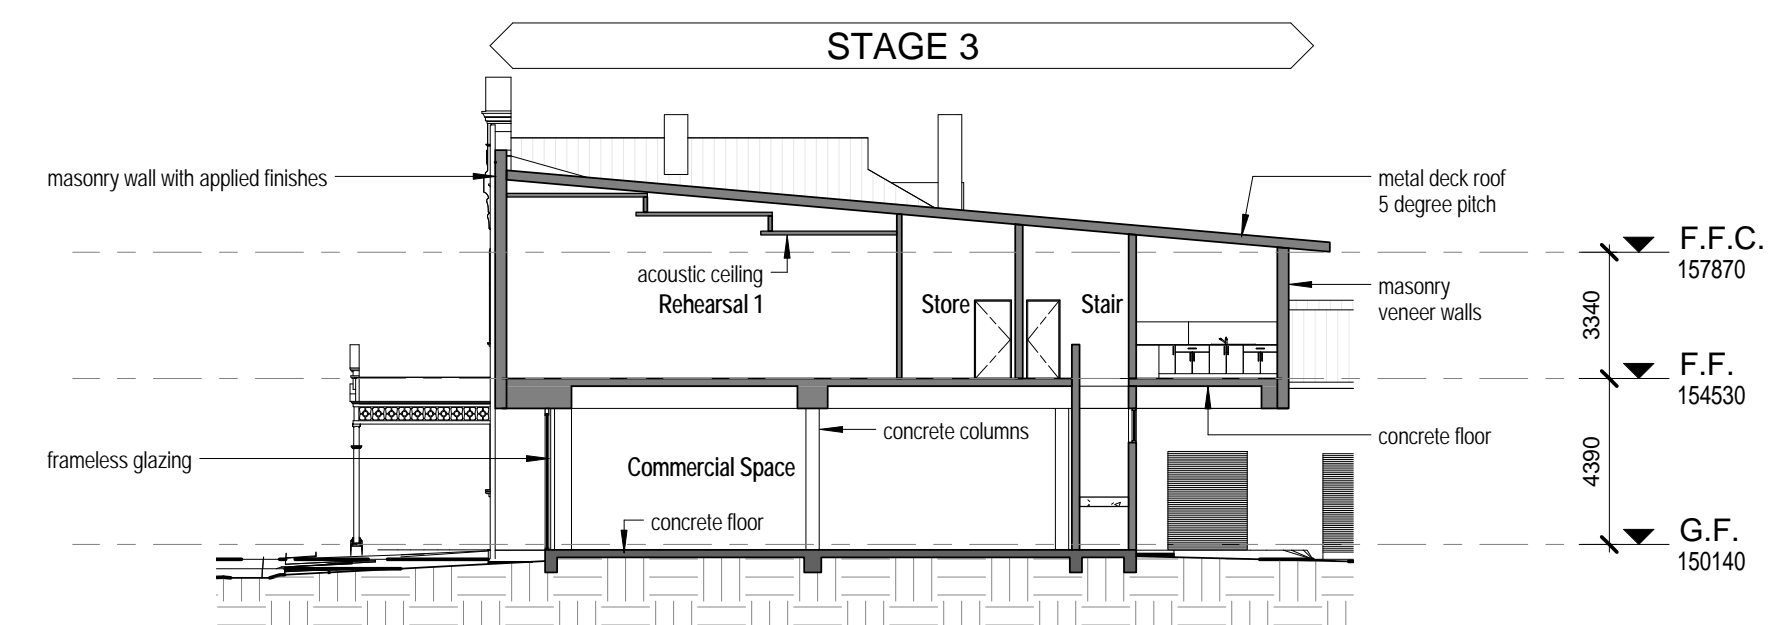 STAGE 3
masonry wall with applied finishes
metal deck roof
5 degree pitch
F.F.C.
157870
acoustic ceiling
Rehearsal 1
Store
Stair
masonry
veneer walls
3340
F.F.
154530
concrete columns
concrete floor
frameless glazing
Commercial Space
4390
concrete floor
G.F.
150140